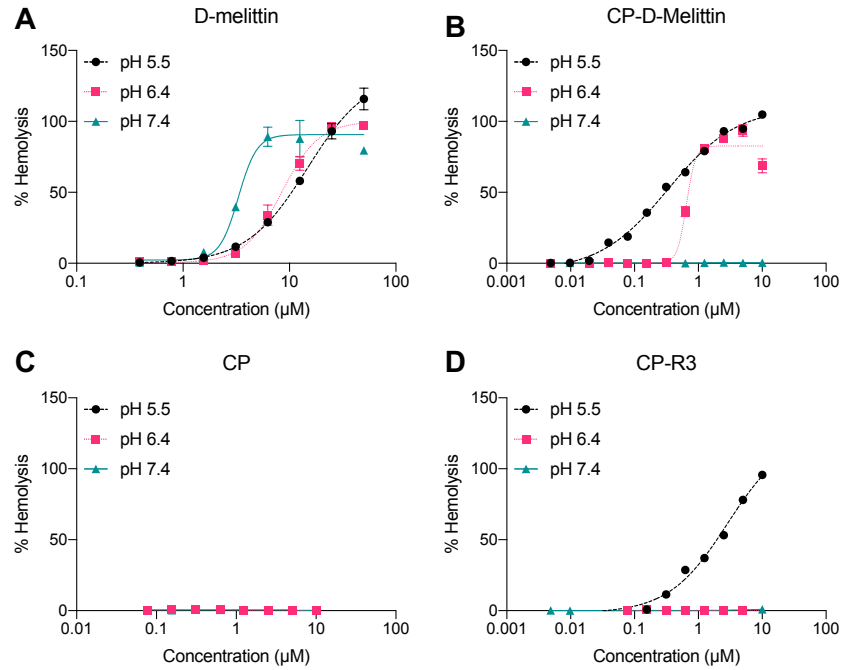 A
D-melittin
% Hemolysis
150
100
50
0
pH 5.5
pH 6.4
pH 7.4
0.1
1
10
100
Concentration (µM)
B
CP-D-Melittin
% Hemolysis
150
100
50
0
pH 5.5
pH 6.4
pH 7.4
0.001
0.01
0.1
1
10
100
Concentration (µM)
C
CP
% Hemolysis
150
100
50
0
pH 5.5
pH 6.4
pH 7.4
0.01
0.1
1
10
100
Concentration (µM)
D
CP-R3
% Hemolysis
150
100
50
0
pH 5.5
pH 6.4
pH 7.4
0.001
0.01
0.1
1
10
100
Concentration (µM)